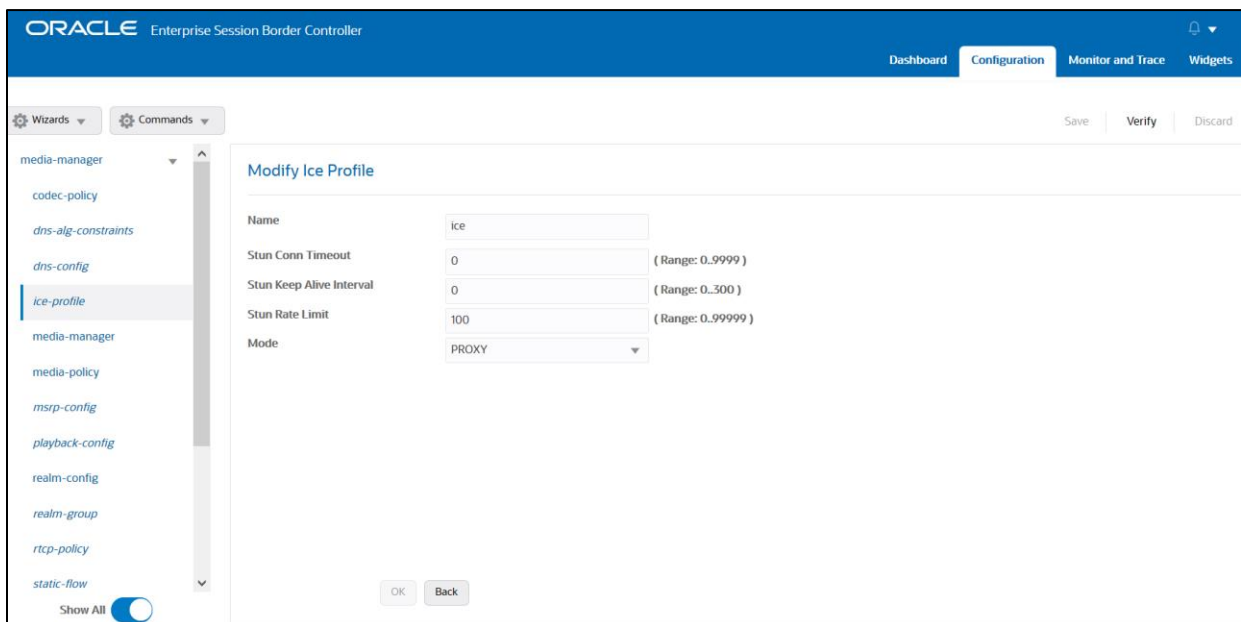 ORACLE Enterprise Session Border Controller
Dashboard Configuration Monitor and Trace Widgets
Wizards Commands Save Verify Discard
media-manager
codec-policy
dns-alg-constraints
dns-config
ice-profile
media-manager
media-policy
msrp-config
playback-config
realm-config
realm-group
rtcp-policy
static-flow
Show All
Modify Ice Profile
Name ice
Stun Conn Timeout 0 ( Range: 0..9999 )
Stun Keep Alive Interval 0 ( Range: 0..300 )
Stun Rate Limit 100 ( Range: 0..99999 )
Mode PROXY
OK Back